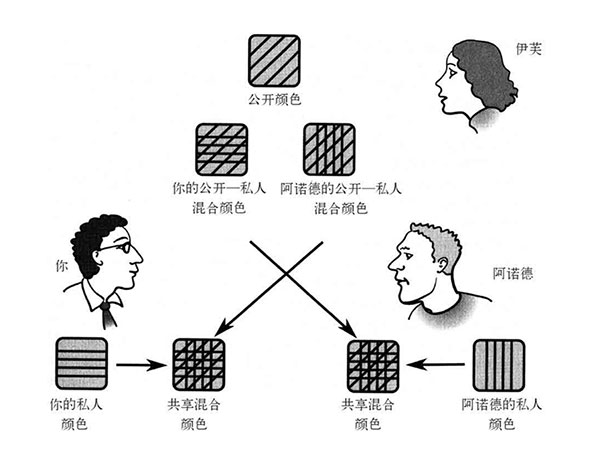 伊芙
公开颜色
你的公开—私人
混合颜色
阿诺德的公开—私人
混合颜色
你
阿诺德
你的私人
颜色
共享混合
颜色
共享混合
颜色
阿诺德的私人
颜色